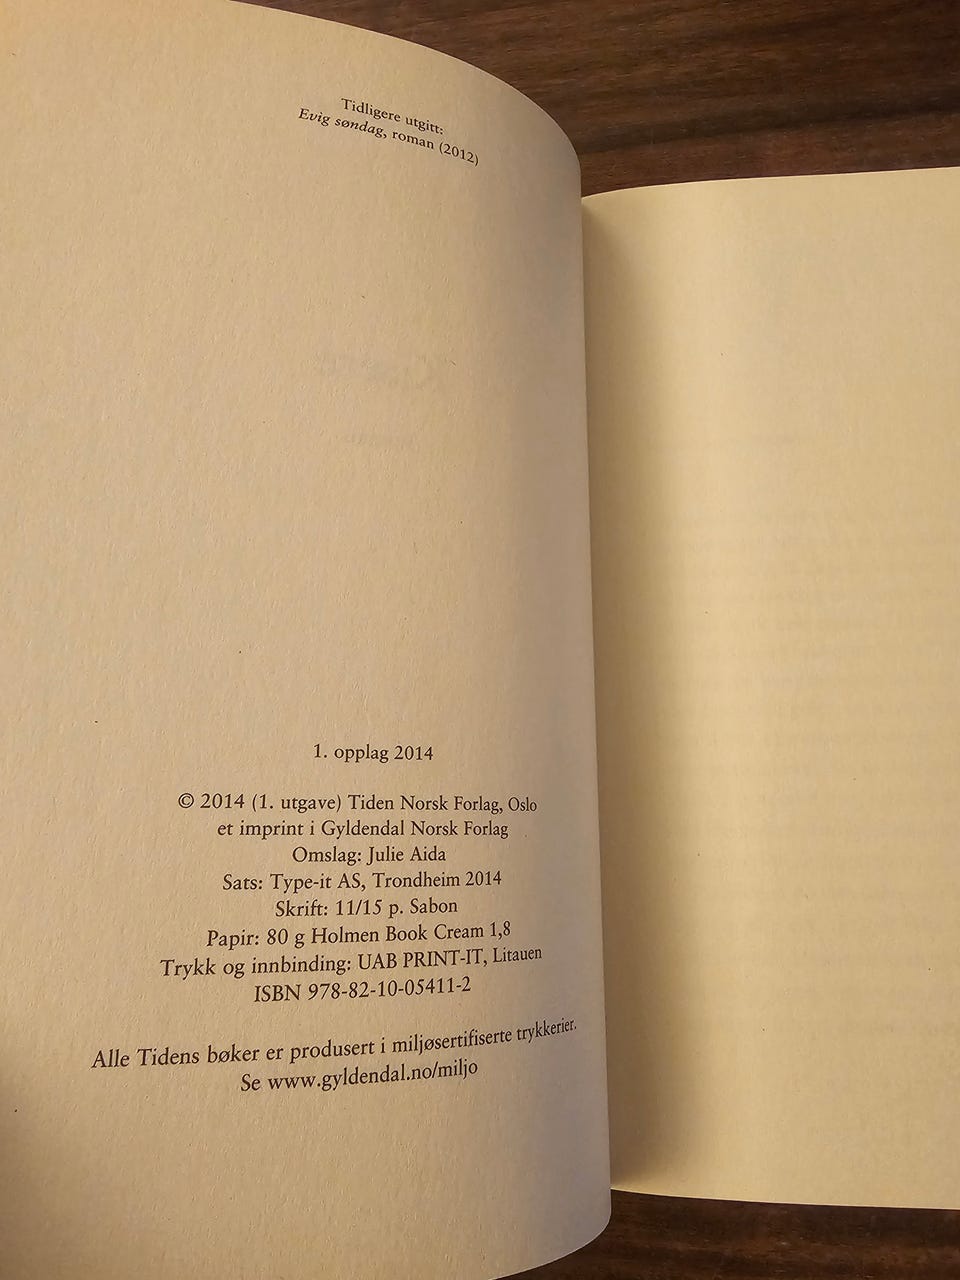 Tidligere utgitt:
Evig søndag, roman (2012)
1. opplag 2014
© 2014 (1. utgave) Tiden Norsk Forlag, Oslo
et imprint i Gyldendal Norsk Forlag
Omslag: Julie Aida
Sats: Type-it AS, Trondheim 2014
Skrift: 11/15 p. Sabon
Papir: 80 g Holmen Book Cream 1,8
Trykk og innbinding: UAB PRINT-IT, Litauen
ISBN 978-82-10-05411-2
Alle Tidens bøker er produsert i miljøsertifiserte trykkerier.
Se www.gyldendal.no/miljo